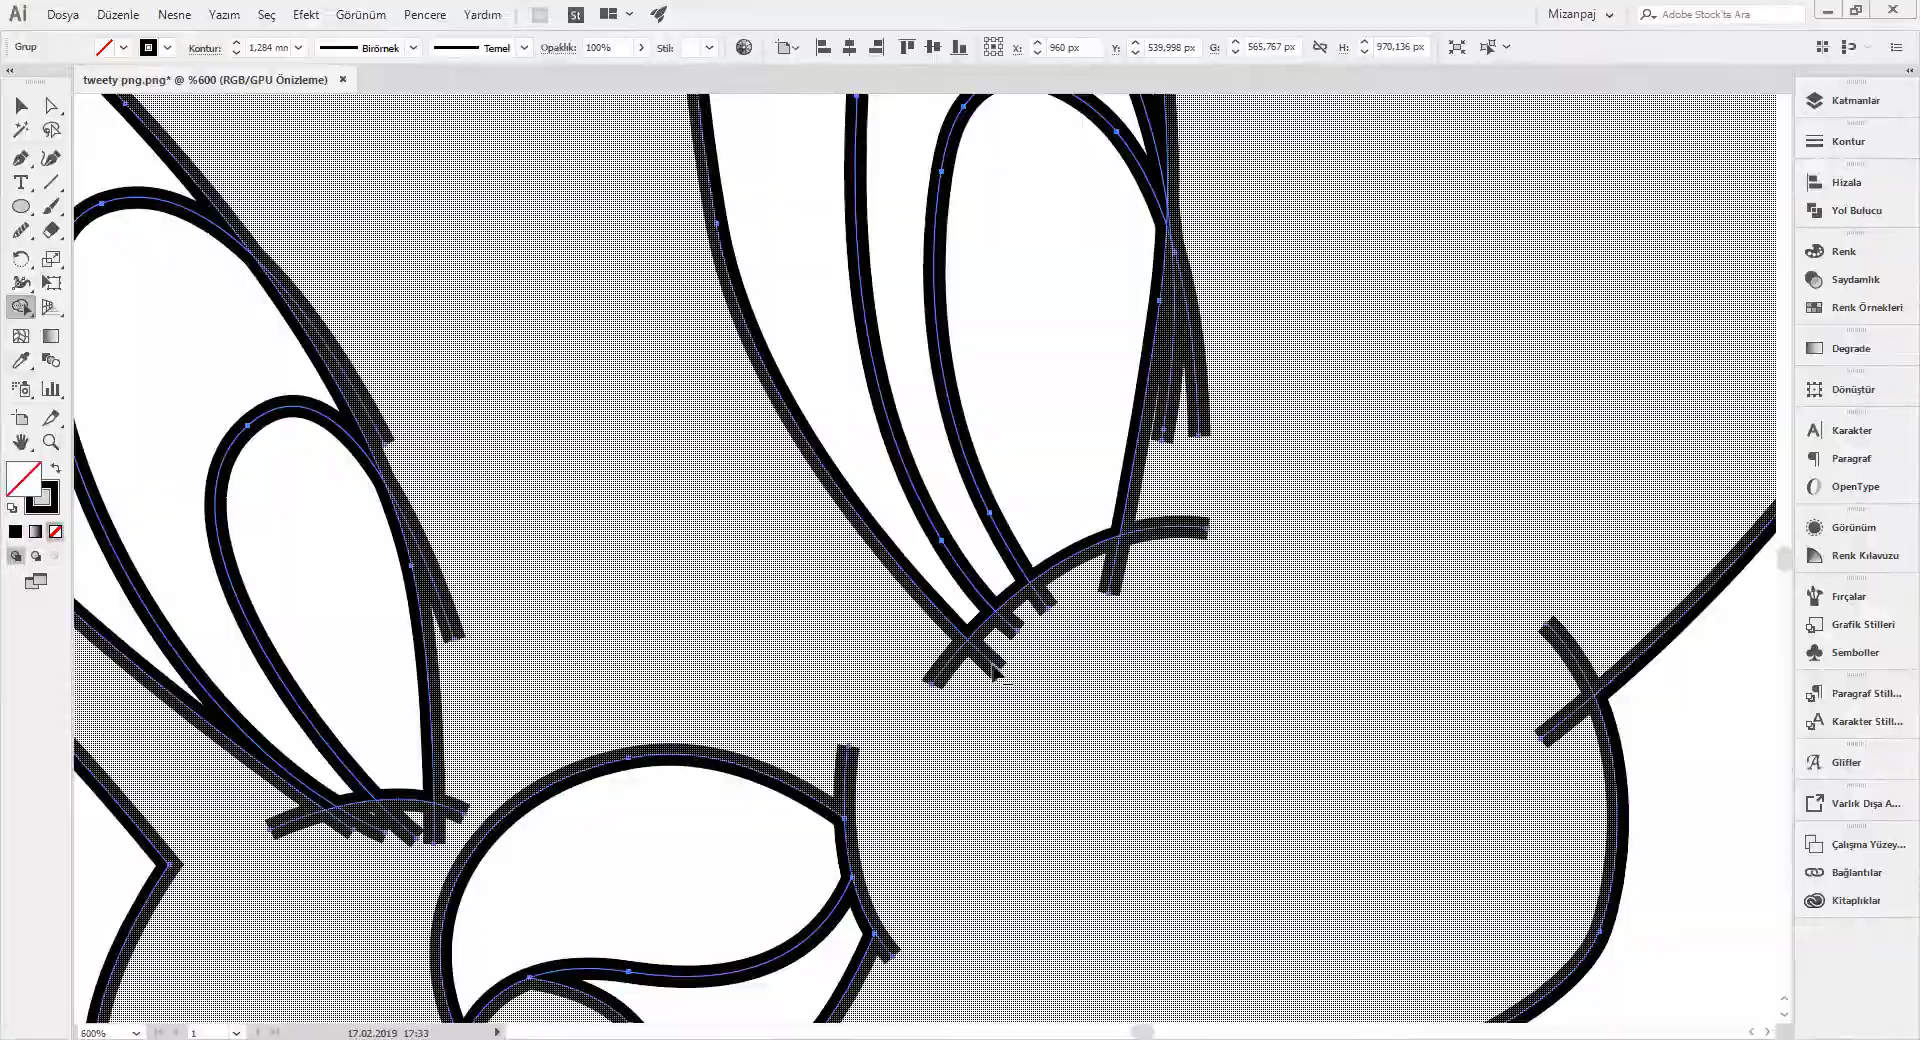 Ai Dosya Düzenle Nesne Yazım Seç Efekt Görünüm Pencere Yardım St Mizanpaj Adobe Stock'ta Ara
Grup Kontur: 1,284 mn Birörnek Temel Opaklık: 100% Stil: X: 960 px Y: 539,998 px G: 565,767 px H: 970,136 px
tweety png.png* @ %600 (RGB/GPU Önizleme) ×
Katmanlar
Kontur
Hizala
Yol Bulucu
Renk
Saydamlık
Renk Örnekleri
Degrade
Dönüştür
Karakter
Paragraf
OpenType
Görünüm
Renk Kılavuzu
Fırçalar
Grafik Stilleri
Semboller
Paragraf Still...
Karakter Still...
Glifler
Varlık Dışa A...
Çalışma Yüzey...
Bağlantılar
Kitaplıklar
600% 1 17.02.2019 17:33